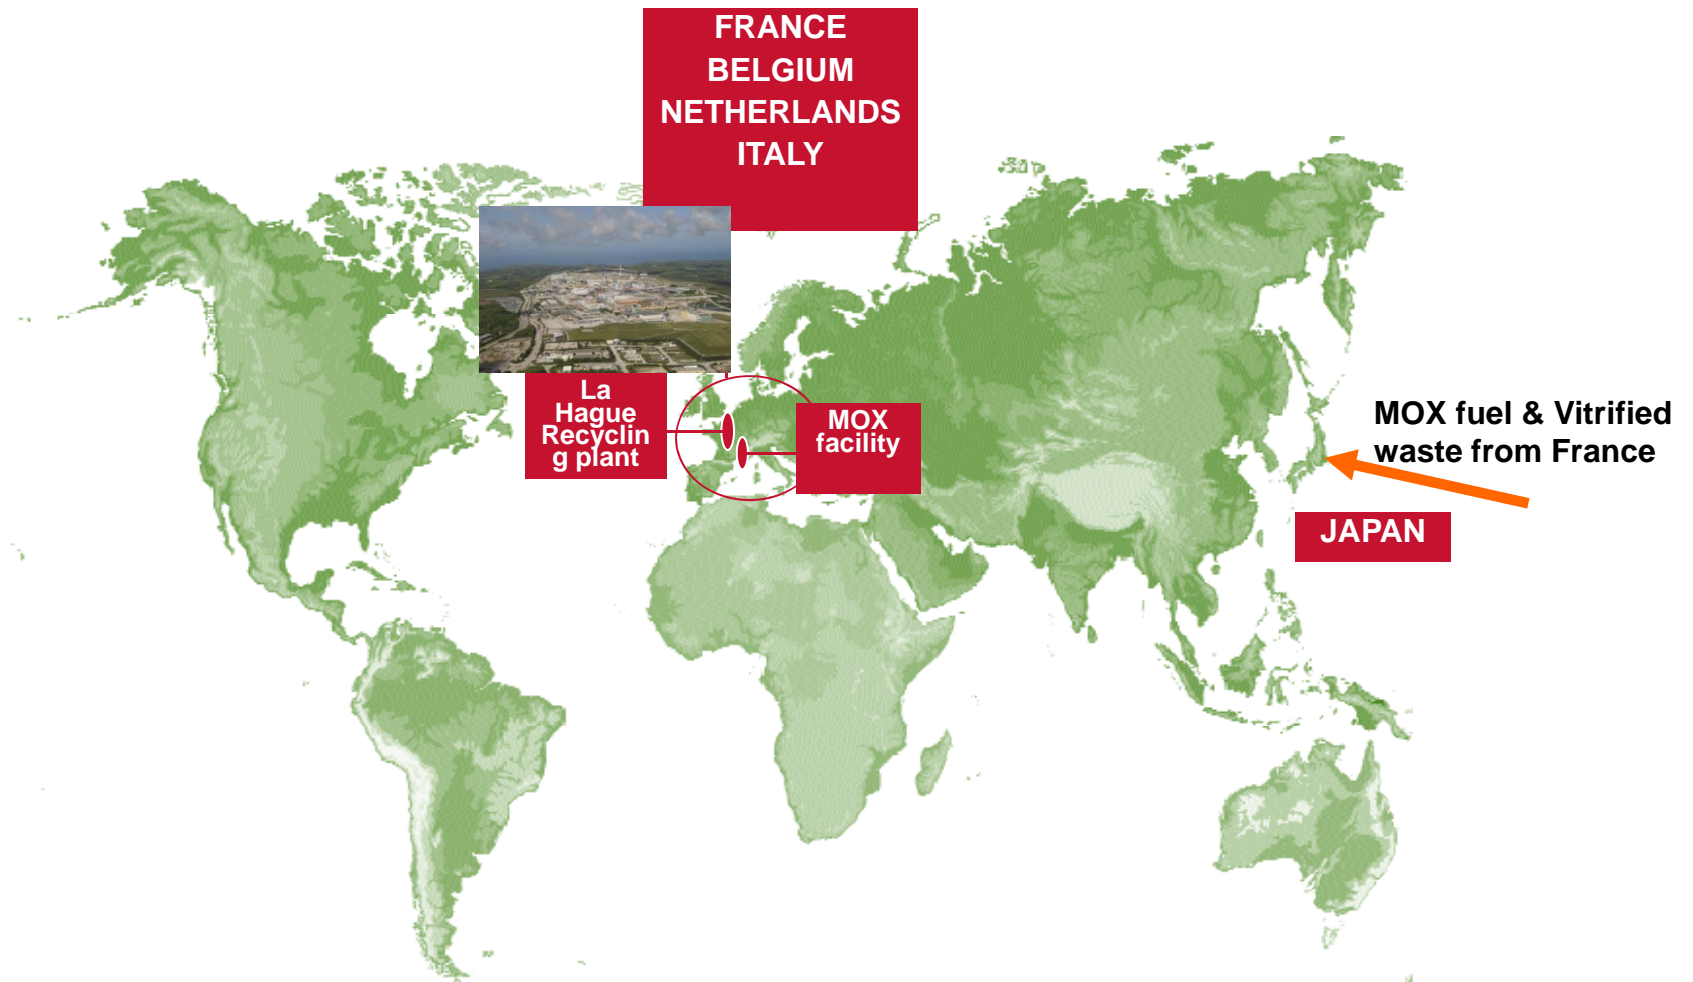 FRANCE
BELGIUM
NETHERLANDS
ITALY
La
Hague
Recyclin
g plant
MOX
facility
MOX fuel & Vitrified
waste from France
JAPAN